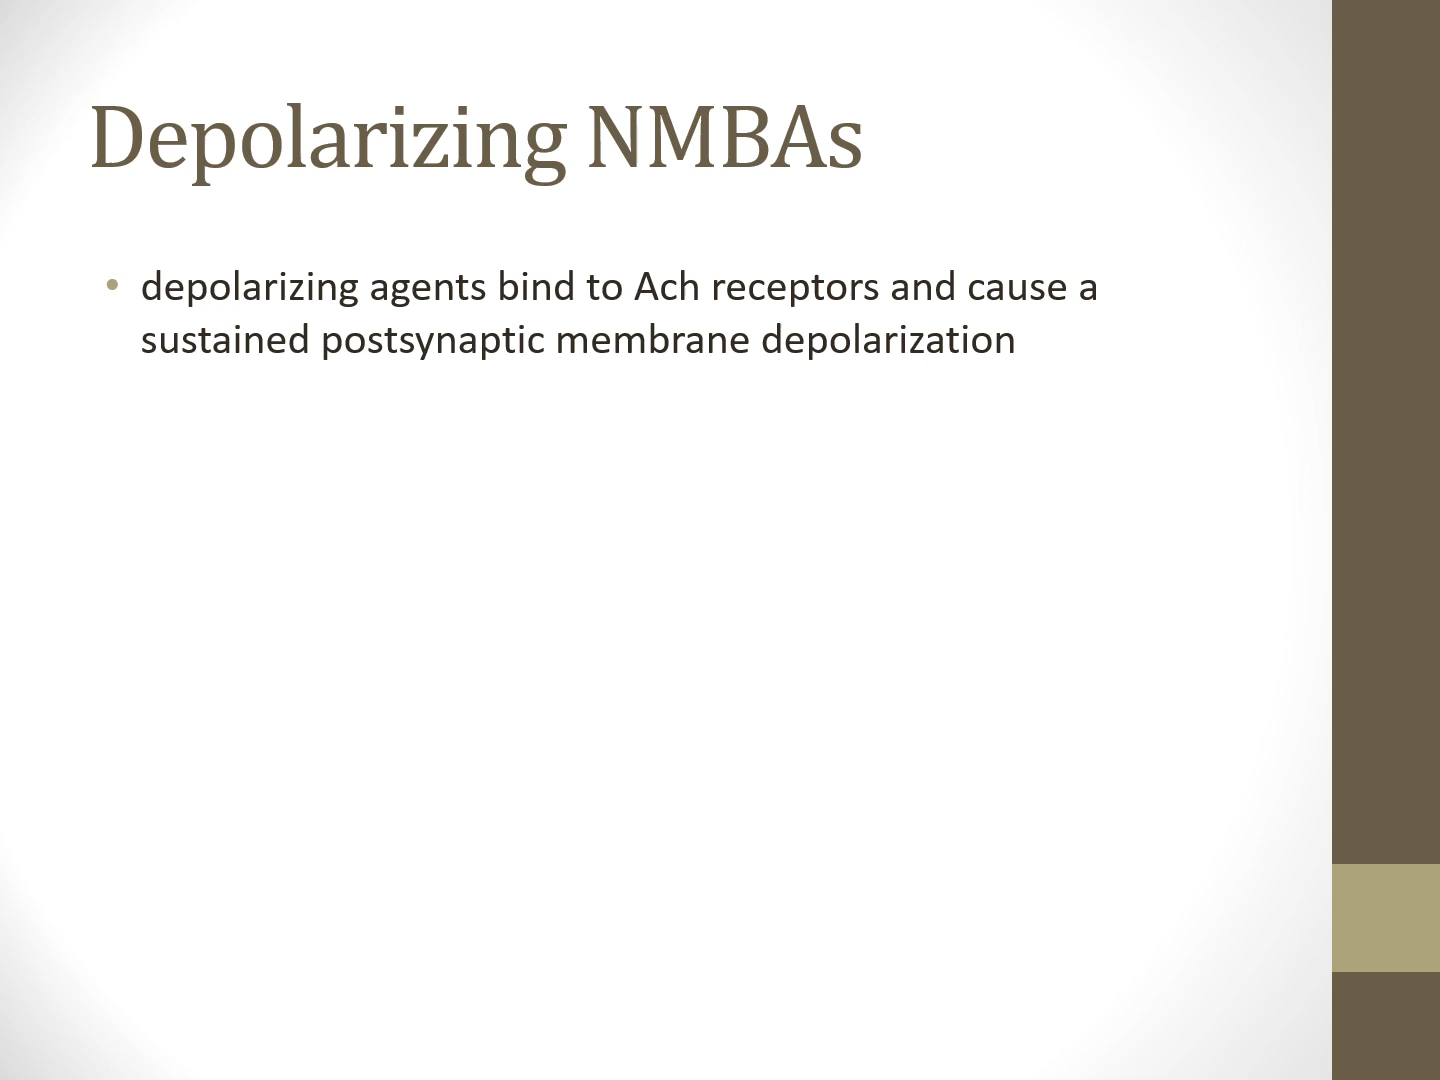 Depolarizing NMBAs
• depolarizing agents bind to Ach receptors and cause a
sustained postsynaptic membrane depolarization